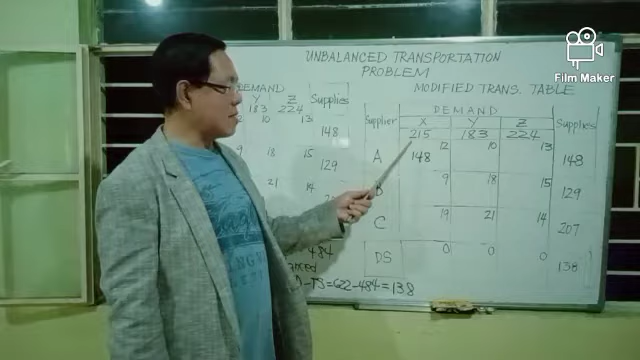 Film Maker
UNBALANCED TRANSPORTATION
PROBLEM
DEMAND
Y Z Supplies
183 224
12 10 13
148
9 18 15
129
21 14
484
-TS=622-484=138
MODIFIED TRANS. TABLE
Supplier DEMAND Supplies
X Y Z
215 183 224
12 10 13
A 148 148
9 18 15
B 129
19 21 14
C 207
0 0 0
DS 138